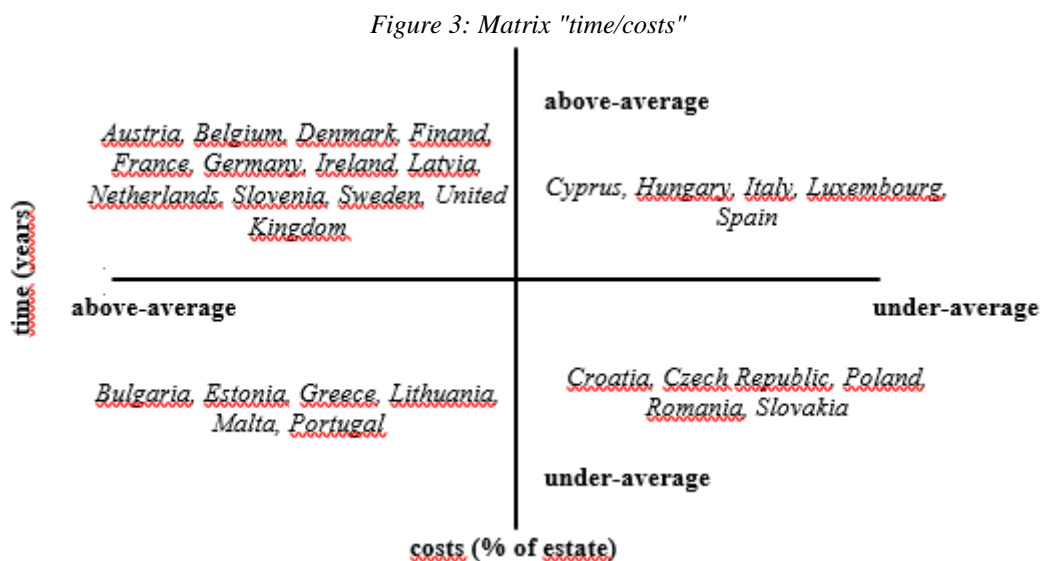 Figure 3: Matrix "time/costs"
above-average
Austria, Belgium, Denmark, Finand,
France, Germany, Ireland, Latvia,
Netherlands, Slovenia, Sweden, United
Kingdom
Cyprus, Hungary, Italy, Luxembourg,
Spain
time (years)
above-average
under-average
Bulgaria, Estonia, Greece, Lithuania,
Malta, Portugal
Croatia, Czech Republic, Poland,
Romania, Slovakia
under-average
costs (% of estate)